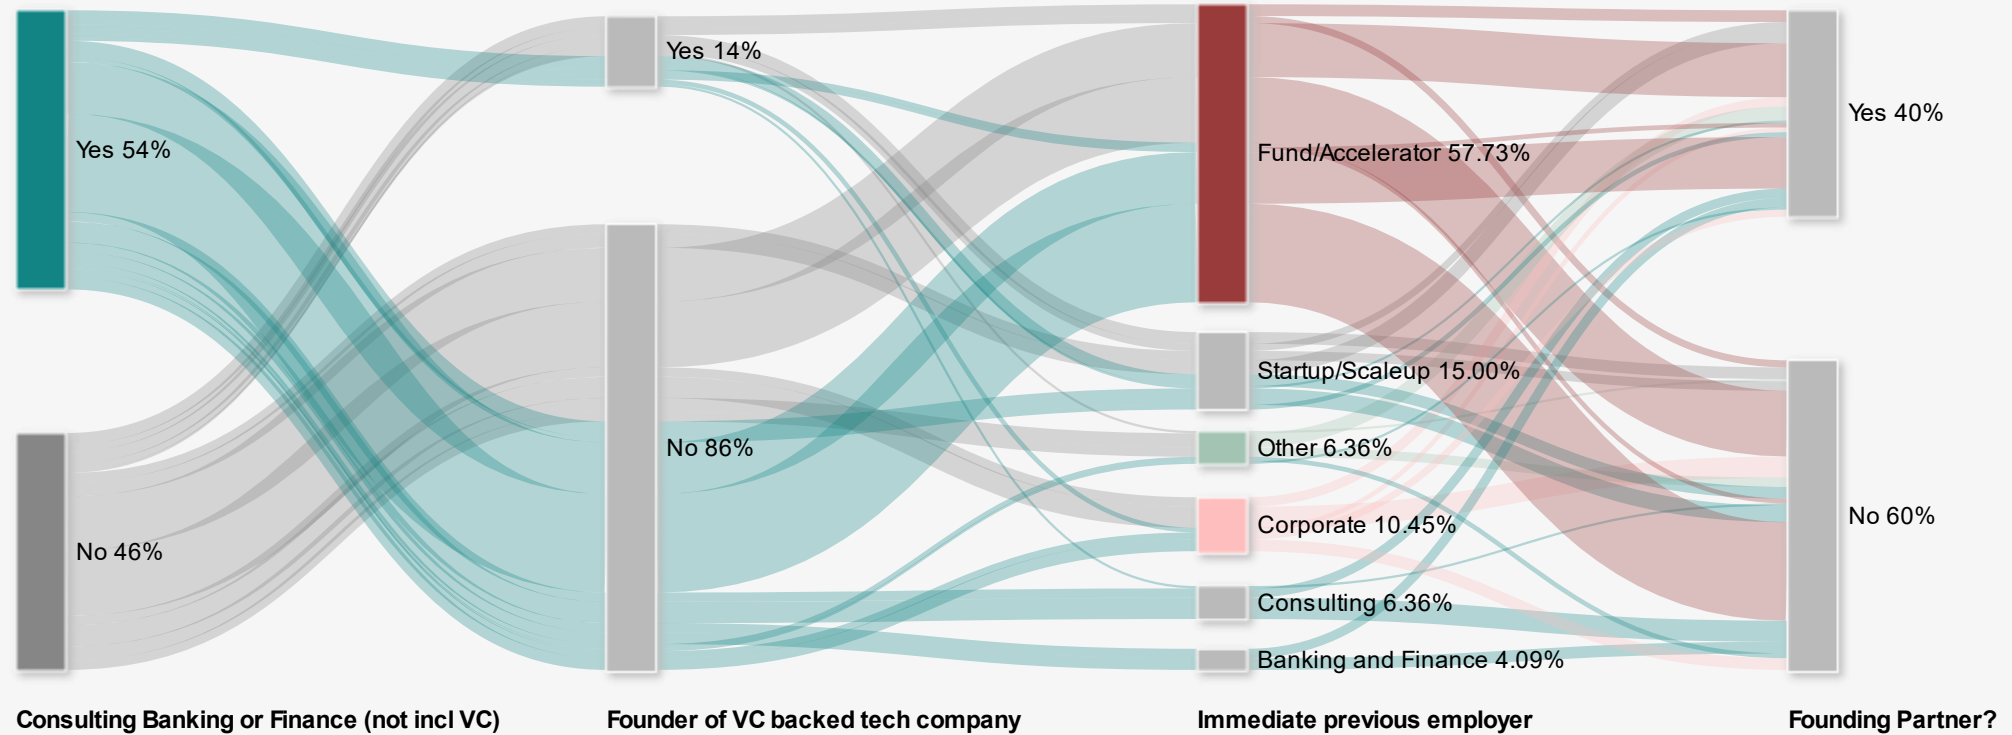 Yes 54%
No 46%
Yes 14%
No 86%
Fund/Accelerator 57.73%
Startup/Scaleup 15.00%
Other 6.36%
Corporate 10.45%
Consulting 6.36%
Banking and Finance 4.09%
Yes 40%
No 60%
Consulting Banking or Finance (not incl VC)
Founder of VC backed tech company
Immediate previous employer
Founding Partner?